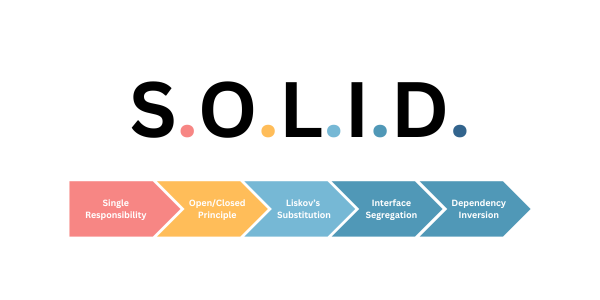 S.O.L.I.D.
Single
Responsibility
Open/Closed
Principle
Liskov's
Substitution
Interface
Segregation
Dependency
Inversion